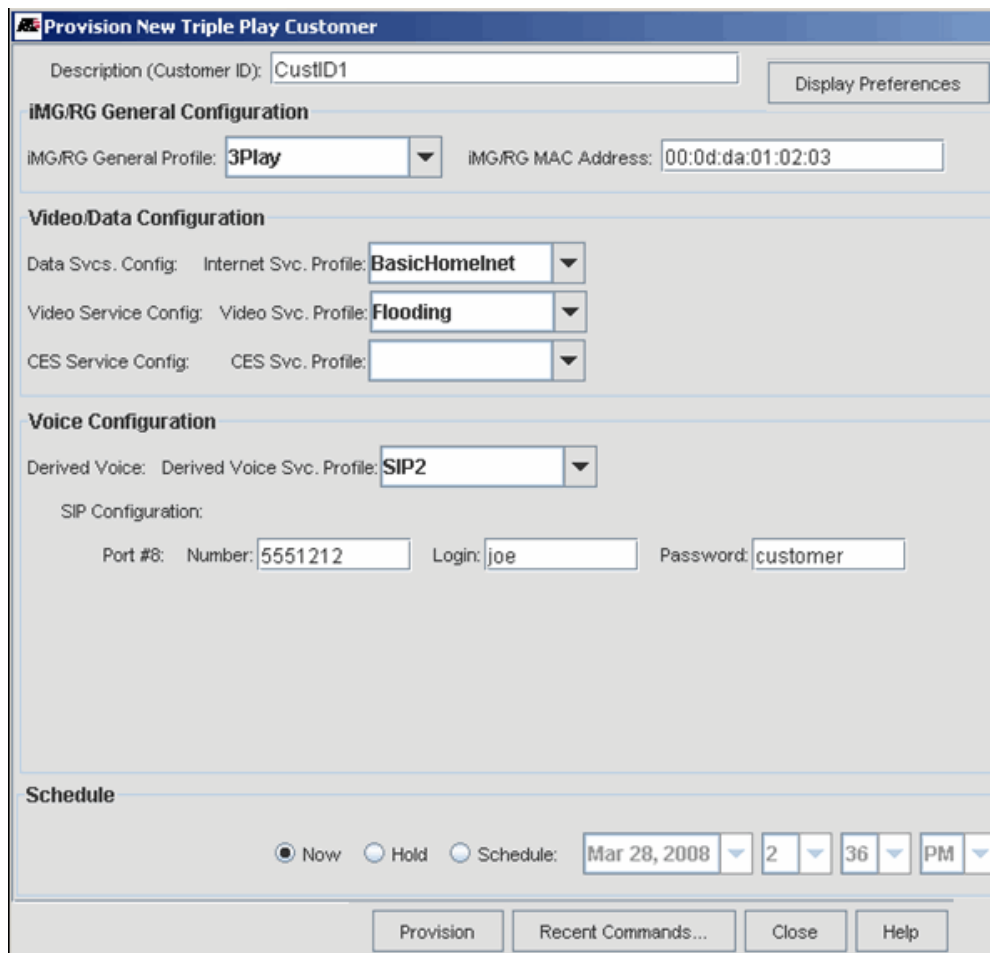 Provision New Triple Play Customer
Description (Customer ID): CustID1
Display Preferences
iMG/RG General Configuration
iMG/RG General Profile: 3Play iMG/RG MAC Address: 00:0d:da:01:02:03
Video/Data Configuration
Data Svcs. Config: Internet Svc. Profile: BasicHomeInet
Video Service Config: Video Svc. Profile: Flooding
CES Service Config: CES Svc. Profile:
Voice Configuration
Derived Voice: Derived Voice Svc. Profile: SIP2
SIP Configuration:
Port #8: Number: 5551212 Login: joe Password: customer
Schedule
Now Hold Schedule: Mar 28, 2008 2 36 PM
Provision Recent Commands... Close Help